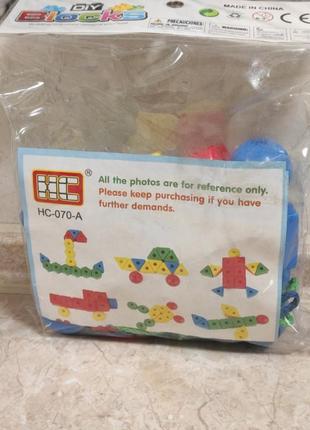 DIY
Blocks
PRECAUCIONES
MADE IN CHINA
CE
HC®
HC-070-A
All the photos are for reference only.
Please keep purchasing if you have
further demands.